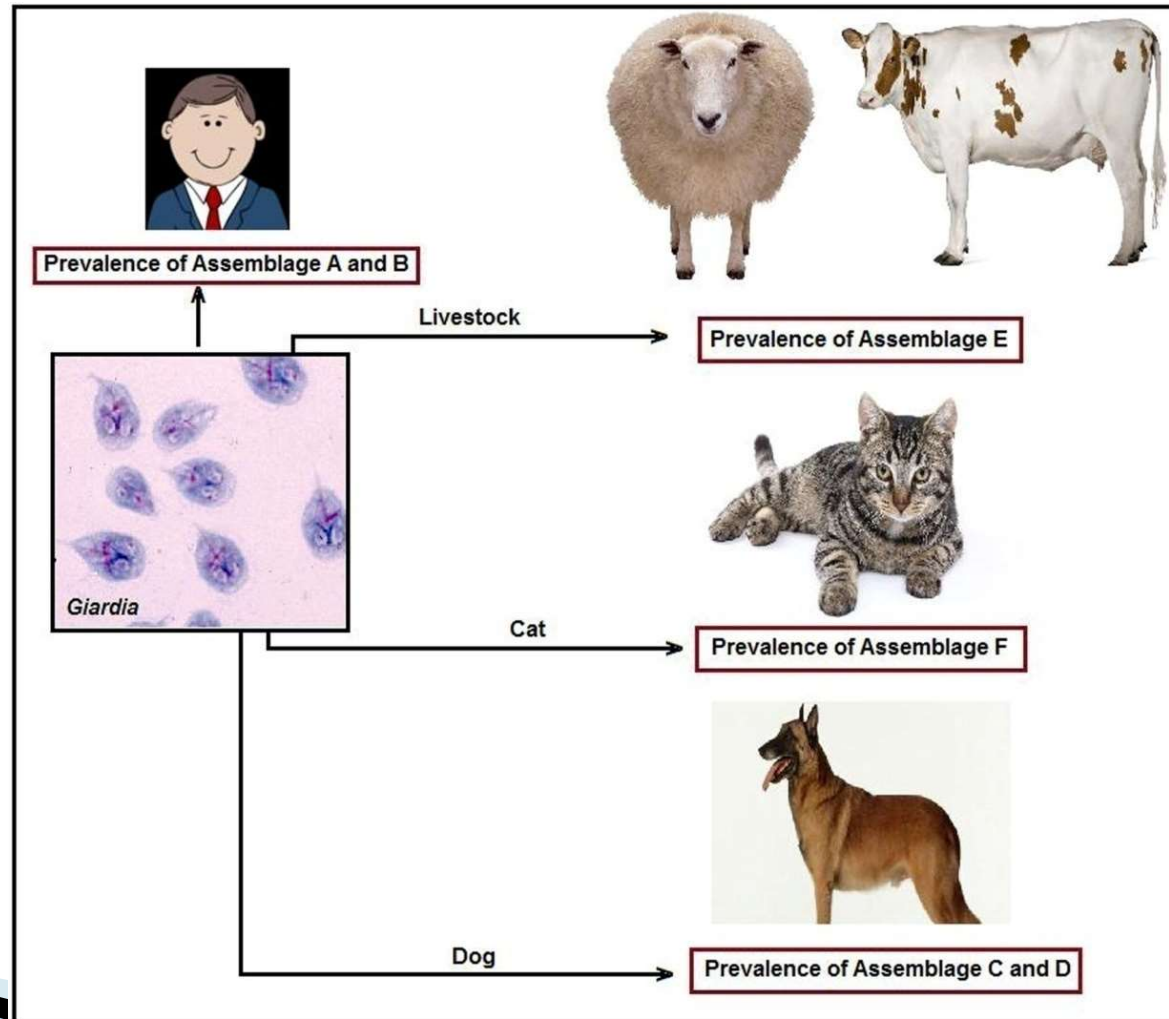 Prevalence of Assemblage A and B
Livestock
Prevalence of Assemblage E
Giardia
Cat
Prevalence of Assemblage F
Dog
Prevalence of Assemblage C and D